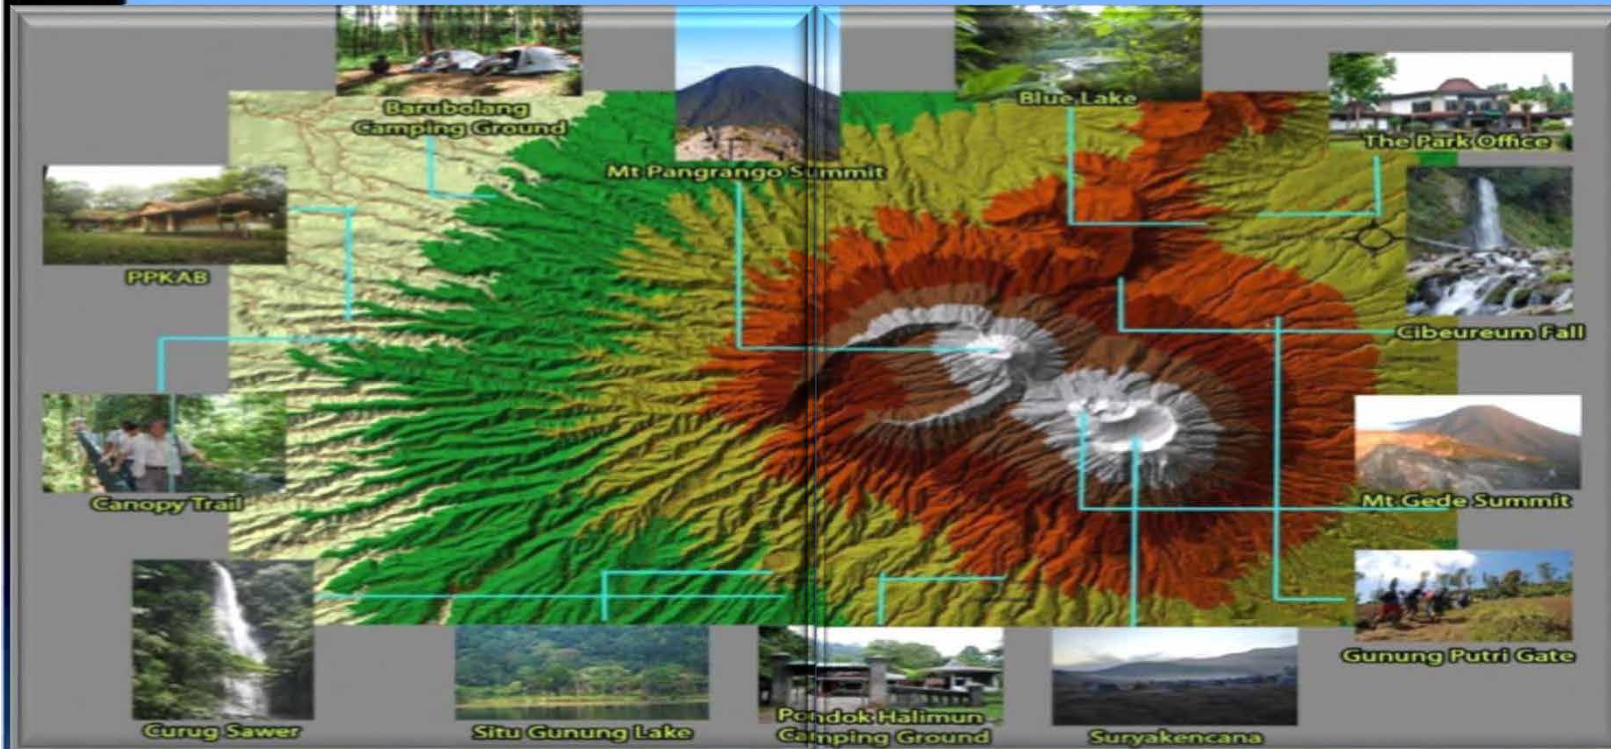 Barubolang
Camping Ground
Blue Lake
The Park Office
Mt Pangrango Summit
PPKAB
Cibeureum Fall
Canopy Trail
Mt Gede Summit
Gunung Putri Gate
Curug Sawer
Situ Gunung Lake
Pondok Halimun
Camping Ground
Suryakencana